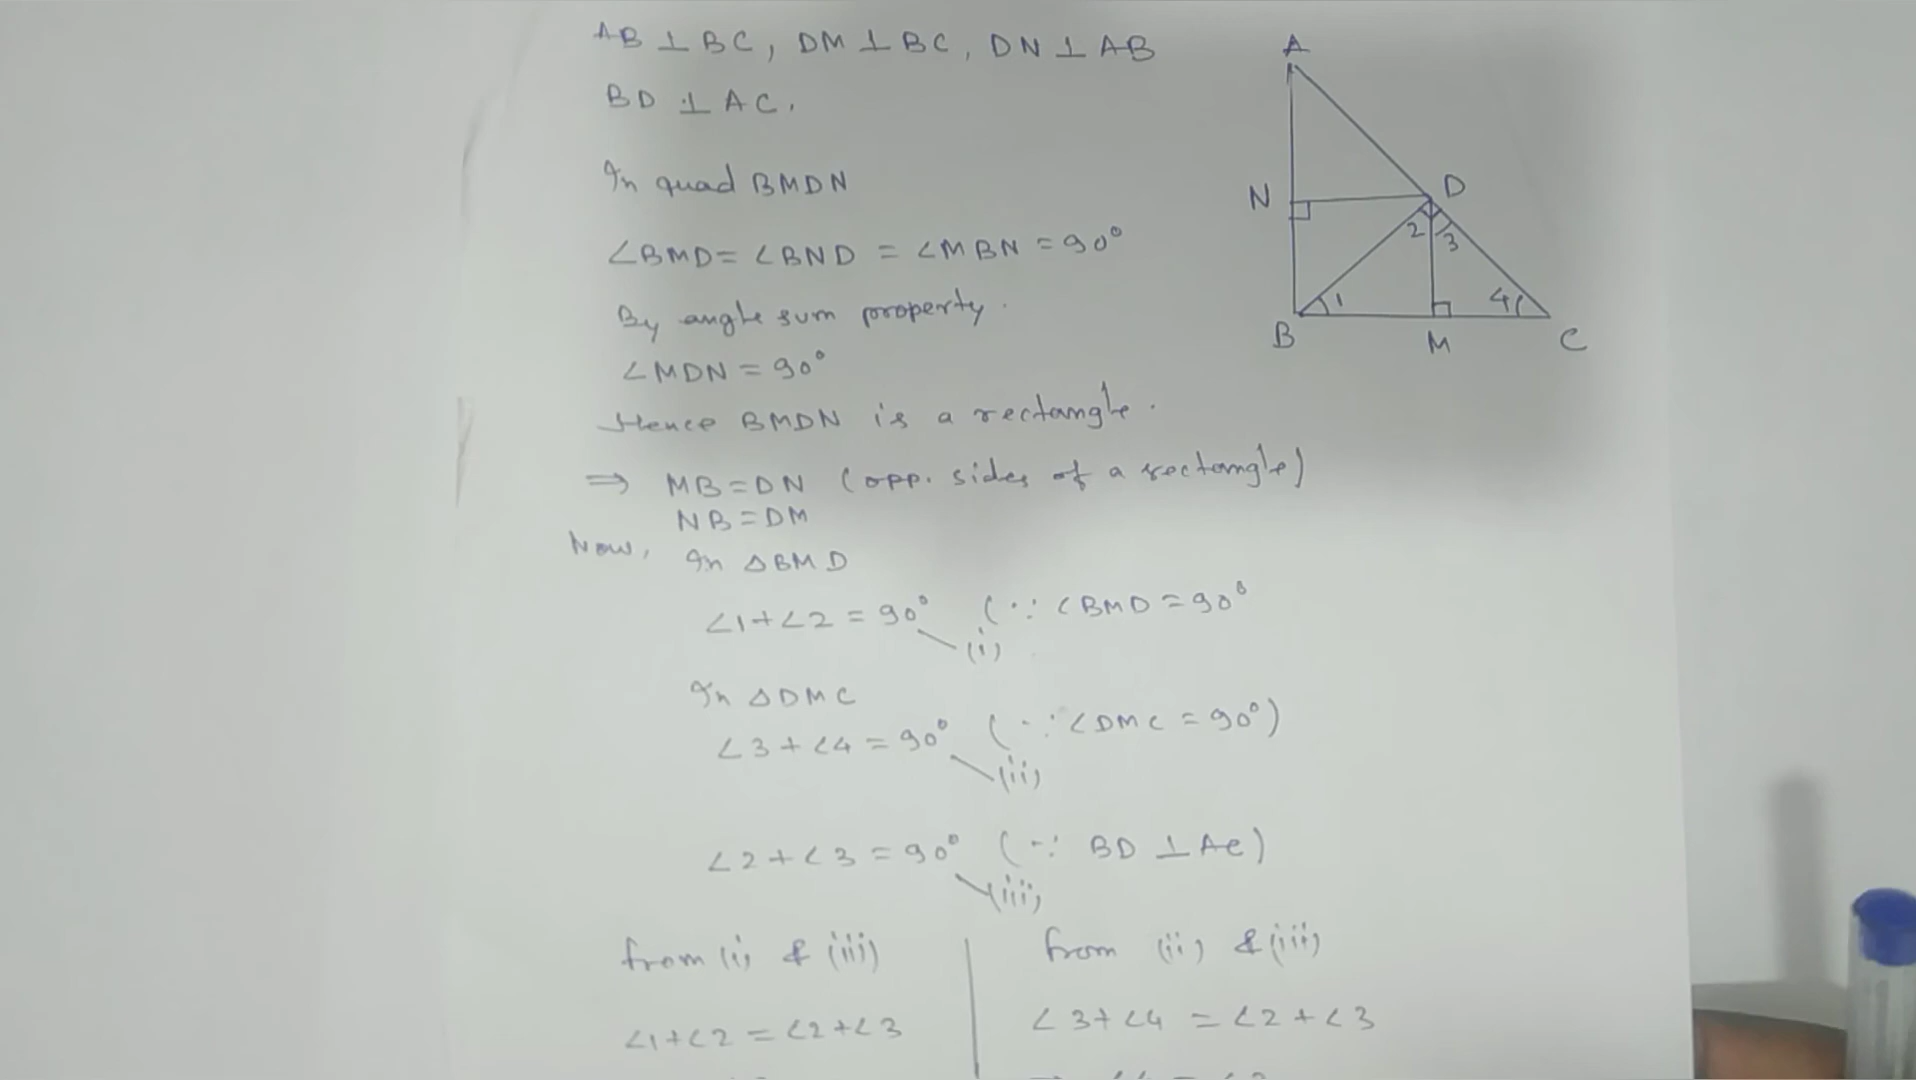 AB ⊥ BC, DM ⊥ BC, DN ⊥ AB
BD ⊥ AC.
In quad BMDN
∠BMD = ∠BND = ∠MBN = 90°
By angle sum property.
∠MDN = 90°
Hence BMDN is a rectangle.
⇒ MB = DN (opp. sides of a rectangle)
NB = DM
Now, In △BMD
∠1+∠2 = 90° (∵ ∠BMD = 90°
(i)
In △DMC
∠3+∠4 = 90° (∵ ∠DMC = 90°)
(ii)
∠2+∠3 = 90° (∵ BD ⊥ AC)
(iii)
from (i) & (iii)
∠1+∠2 = ∠2+∠3
from (ii) & (iii)
∠3+∠4 = ∠2+∠3
A
N
D
2
3
1
4
B
M
C